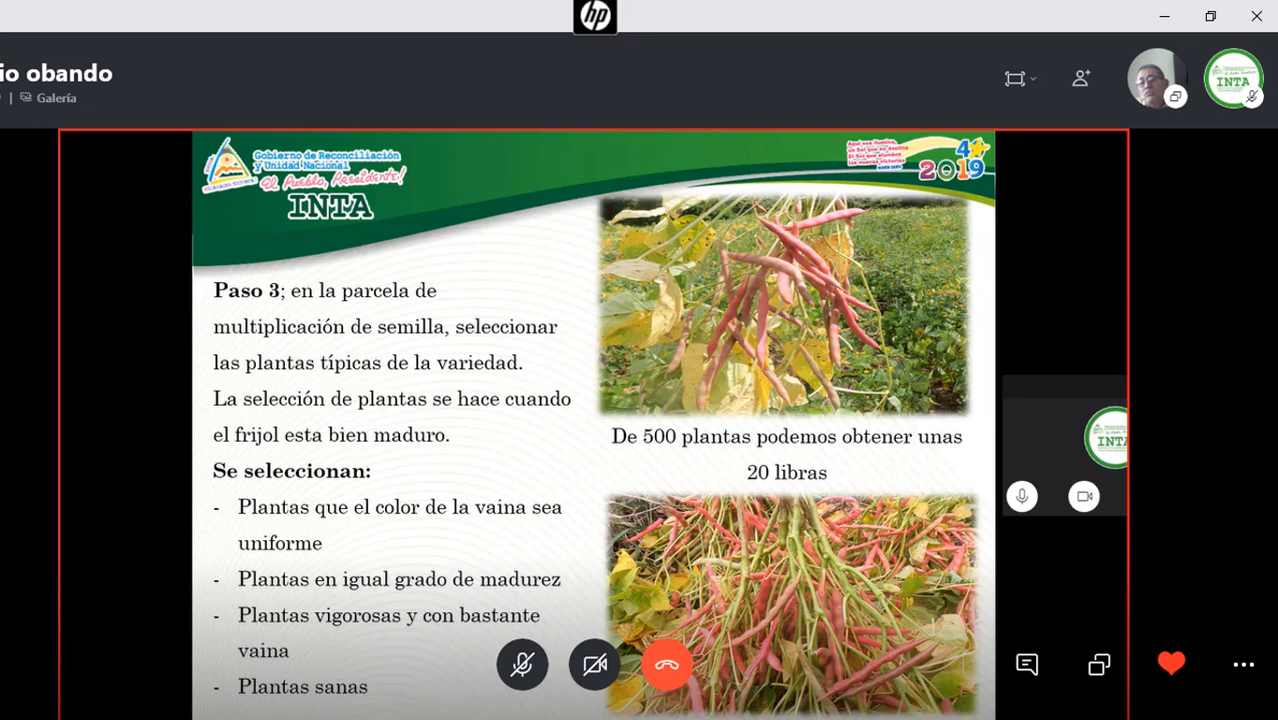 io obando
Galería
Gobierno de Reconciliación
y Unidad Nacional
El Pueblo, Presidente!
INTA
2019
Paso 3; en la parcela de
multiplicación de semilla, seleccionar
las plantas típicas de la variedad.
La selección de plantas se hace cuando
el frijol esta bien maduro.
Se seleccionan:
- Plantas que el color de la vaina sea
uniforme
- Plantas en igual grado de madurez
- Plantas vigorosas y con bastante
vaina
- Plantas sanas
De 500 plantas podemos obtener unas
20 libras
INTA
INTA
hp